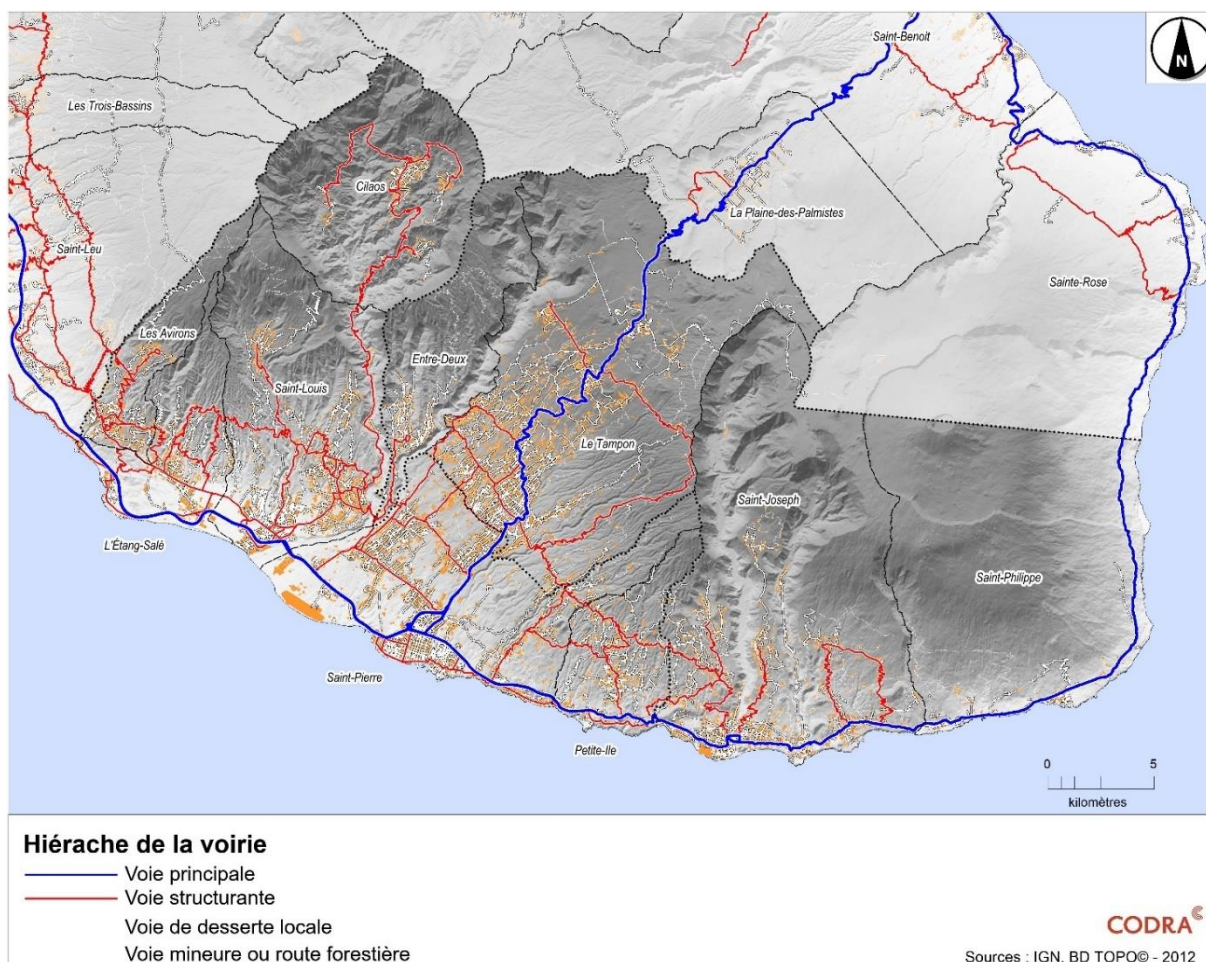 Saint-Benoit
N
Les Trois-Bassins
Cilaos
La Plaine-des-Palmistes
Saint-Leu
Sainte-Rose
Les Avirons
Entre-Deux
Saint-Louis
Le Tampon
Saint-Joseph
L'Étang-Salé
Saint-Philippe
Saint-Pierre
Petite-Ile
0 5
kilomètres
Hiérache de la voirie
Voie principale
Voie structurante
Voie de desserte locale
Voie mineure ou route forestière
CODRA
Sources : IGN, BD TOPO© - 2012